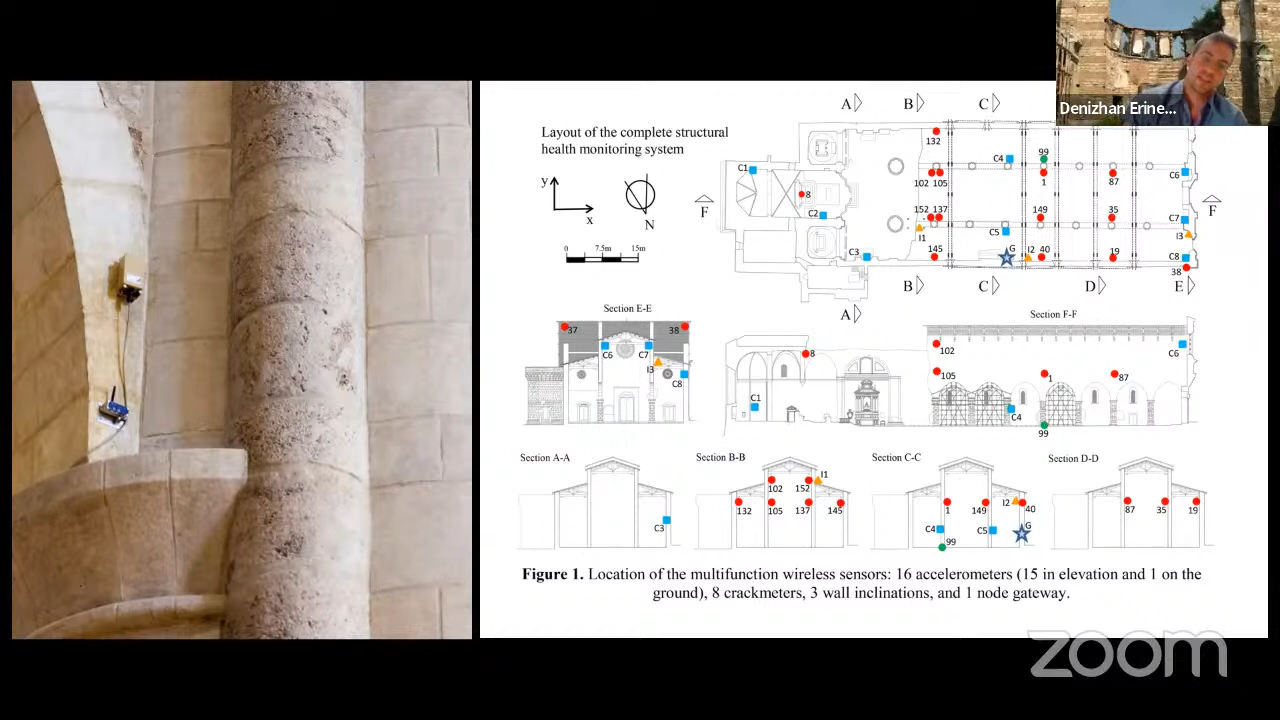 Denizhan Erine...
Layout of the complete structural
health monitoring system
y
x
N
0 7.5m 15m
A B C
132
C1
C4 99
C6
8
102 105
1
87
F
F
C2
152 137
149
35
C7
I1
C5
I3
C3
145
G I2 40
19
C8
38
B C D E
A
Section E-E
37 38
C6 C7
I3
C8
Section F-F
8
102
C6
105
1
87
C1
C4
99
Section A-A
C3
Section B-B
102 152 I1
132 105 137 145
Section C-C
1 149 I2 40
C4 C5 G
99
Section D-D
87 35 19
Figure 1. Location of the multifunction wireless sensors: 16 accelerometers (15 in elevation and 1 on the
ground), 8 crackmeters, 3 wall inclinations, and 1 node gateway.
zoom